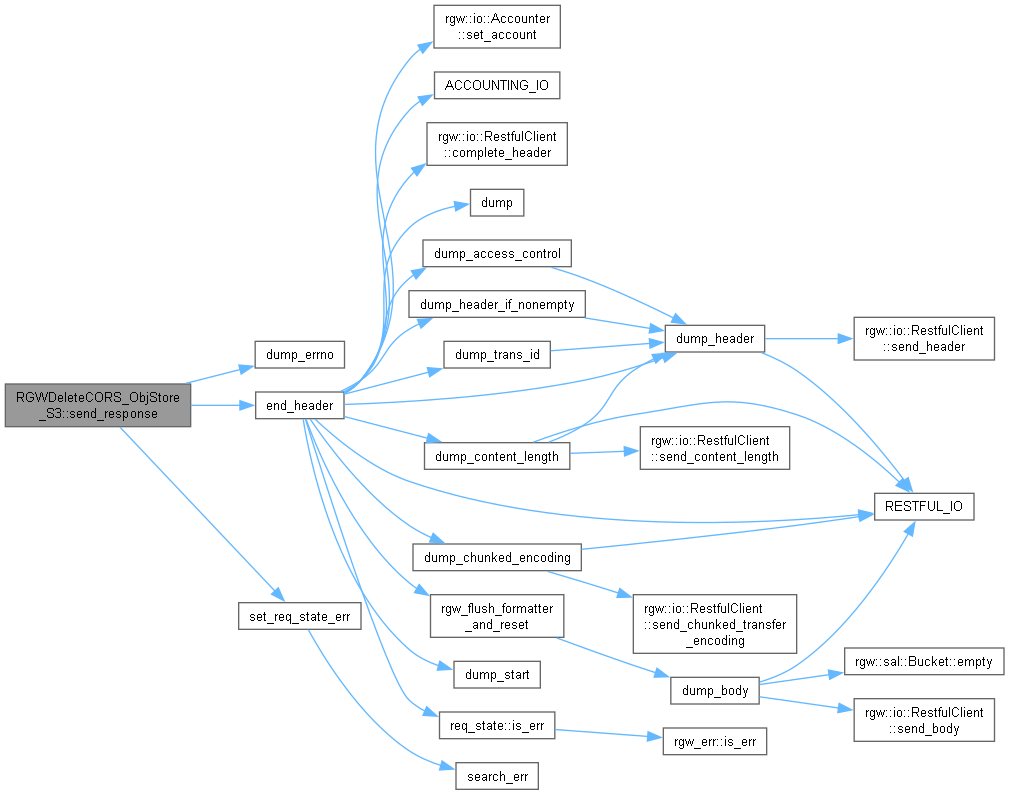 rgw::io::Accounter
::set_account
ACCOUNTING_IO
rgw::io::RestfulClient
::complete_header
dump
dump_access_control
dump_header_if_nonempty
dump_header
rgw::io::RestfulClient
::send_header
dump_errno
dump_trans_id
RGWDeleteCORS_ObjStore
_S3::send_response
end_header
dump_content_length
rgw::io::RestfulClient
::send_content_length
RESTFUL_IO
dump_chunked_encoding
set_req_state_err
rgw_flush_formatter
_and_reset
rgw::io::RestfulClient
::send_chunked_transfer
_encoding
dump_start
dump_body
rgw::sal::Bucket::empty
rgw::io::RestfulClient
::send_body
req_state::is_err
rgw_err::is_err
search_err